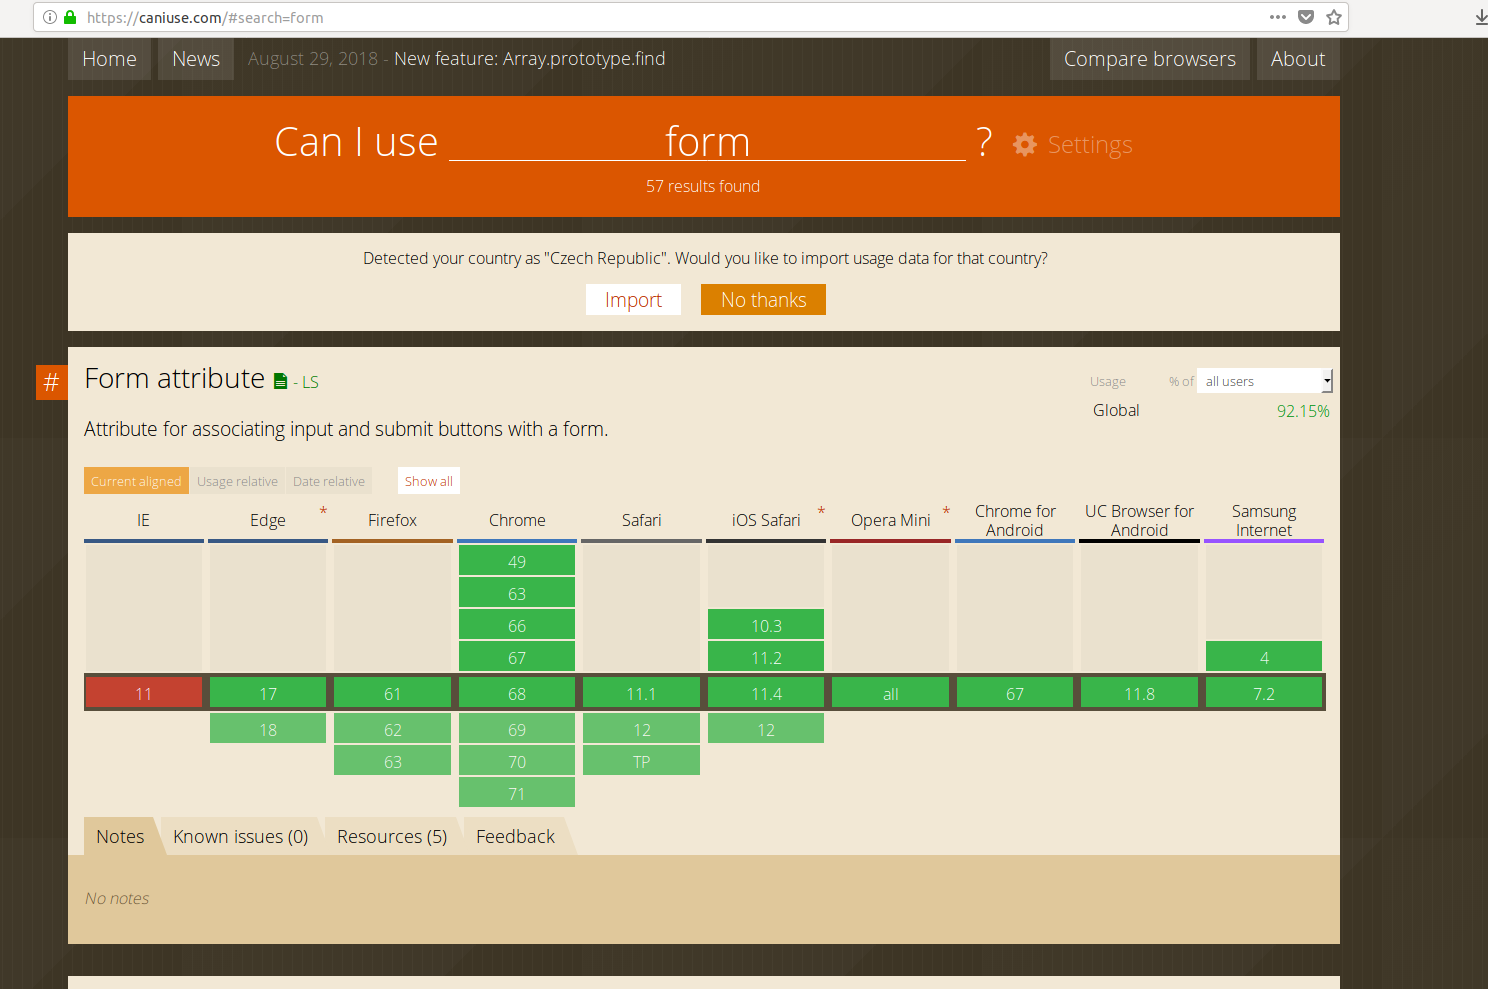 https://caniuse.com/#search=form
Home News August 29, 2018 - New feature: Array.prototype.find Compare browsers About
Can I use form ? Settings
57 results found
Detected your country as "Czech Republic". Would you like to import usage data for that country?
Import No thanks
# Form attribute - LS
Usage % of all users
Global 92.15%
Attribute for associating input and submit buttons with a form.
Current aligned Usage relative Date relative Show all
IE Edge * Firefox Chrome Safari iOS Safari * Opera Mini * Chrome for Android UC Browser for Android Samsung Internet
49
63
66 10.3
67 11.2 4
11 17 61 68 11.1 11.4 all 67 11.8 7.2
18 62 69 12 12
63 70 TP
71
Notes Known issues (0) Resources (5) Feedback
No notes